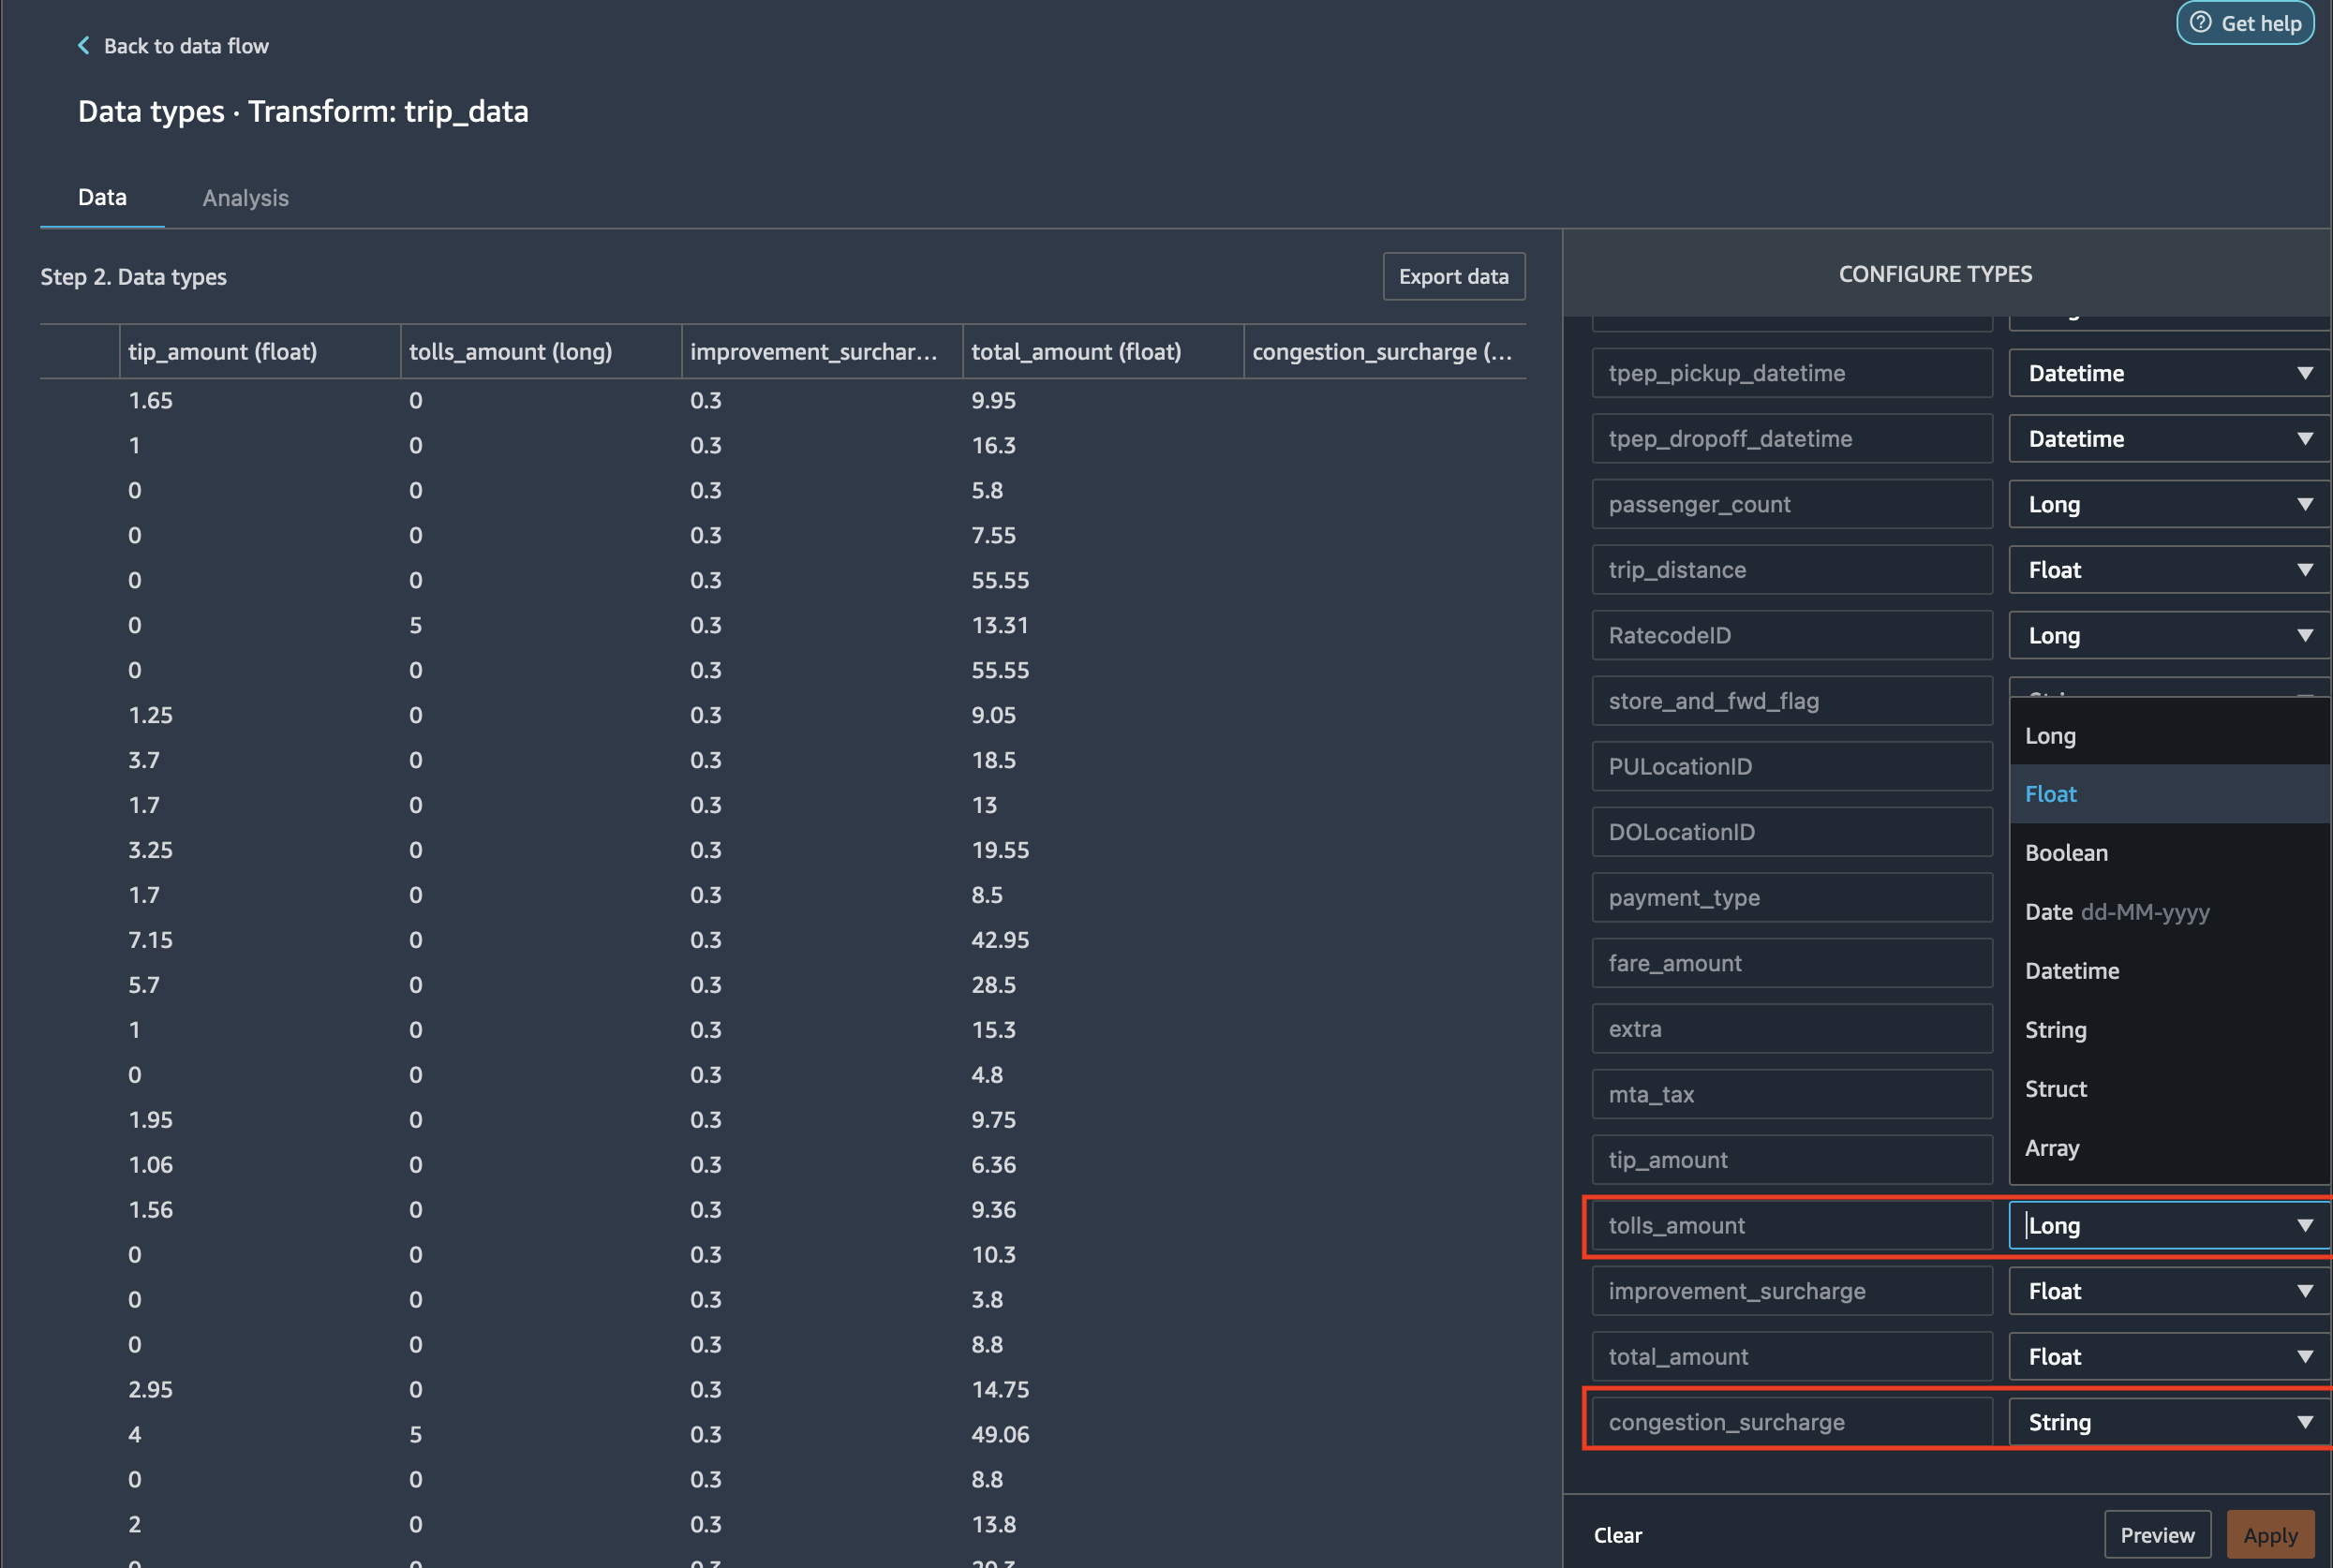 Get help
Back to data flow
Data types · Transform: trip_data
Data Analysis
Step 2. Data types
Export data
tip_amount (float) tolls_amount (long) improvement_surchar... total_amount (float) congestion_surcharge (...
1.65 0 0.3 9.95
1 0 0.3 16.3
0 0 0.3 5.8
0 0 0.3 7.55
0 0 0.3 55.55
0 5 0.3 13.31
0 0 0.3 55.55
1.25 0 0.3 9.05
3.7 0 0.3 18.5
1.7 0 0.3 13
3.25 0 0.3 19.55
1.7 0 0.3 8.5
7.15 0 0.3 42.95
5.7 0 0.3 28.5
1 0 0.3 15.3
0 0 0.3 4.8
1.95 0 0.3 9.75
1.06 0 0.3 6.36
1.56 0 0.3 9.36
0 0 0.3 10.3
0 0 0.3 3.8
0 0 0.3 8.8
2.95 0 0.3 14.75
4 5 0.3 49.06
0 0 0.3 8.8
2 0 0.3 13.8
CONFIGURE TYPES
tpep_pickup_datetime Datetime
tpep_dropoff_datetime Datetime
passenger_count Long
trip_distance Float
RatecodeID Long
store_and_fwd_flag
PULocationID
DOLocationID
payment_type
fare_amount
extra
mta_tax
tip_amount
Long
Float
Boolean
Date dd-MM-yyyy
Datetime
String
Struct
Array
tolls_amount Long
improvement_surcharge Float
total_amount Float
congestion_surcharge String
Clear Preview Apply